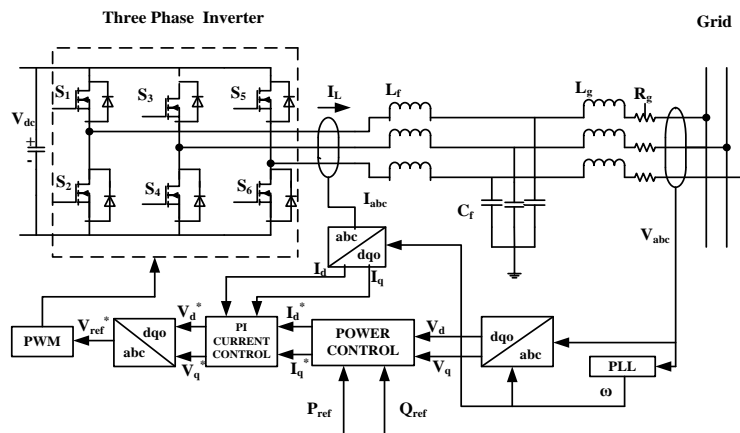 Three Phase Inverter
Grid
S1
S3
S5
IL
Lf
Lg
Rg
Vdc
+
-
S2
S4
S6
Iabc
Cf
Vabc
abc
dqo
Id
Iq
PWM
Vref*
dqo
abc
Vd*
Vq*
PI
CURRENT
CONTROL
Id*
Iq*
POWER
CONTROL
Vd
Vq
dqo
abc
PLL
ω
Pref
Qref